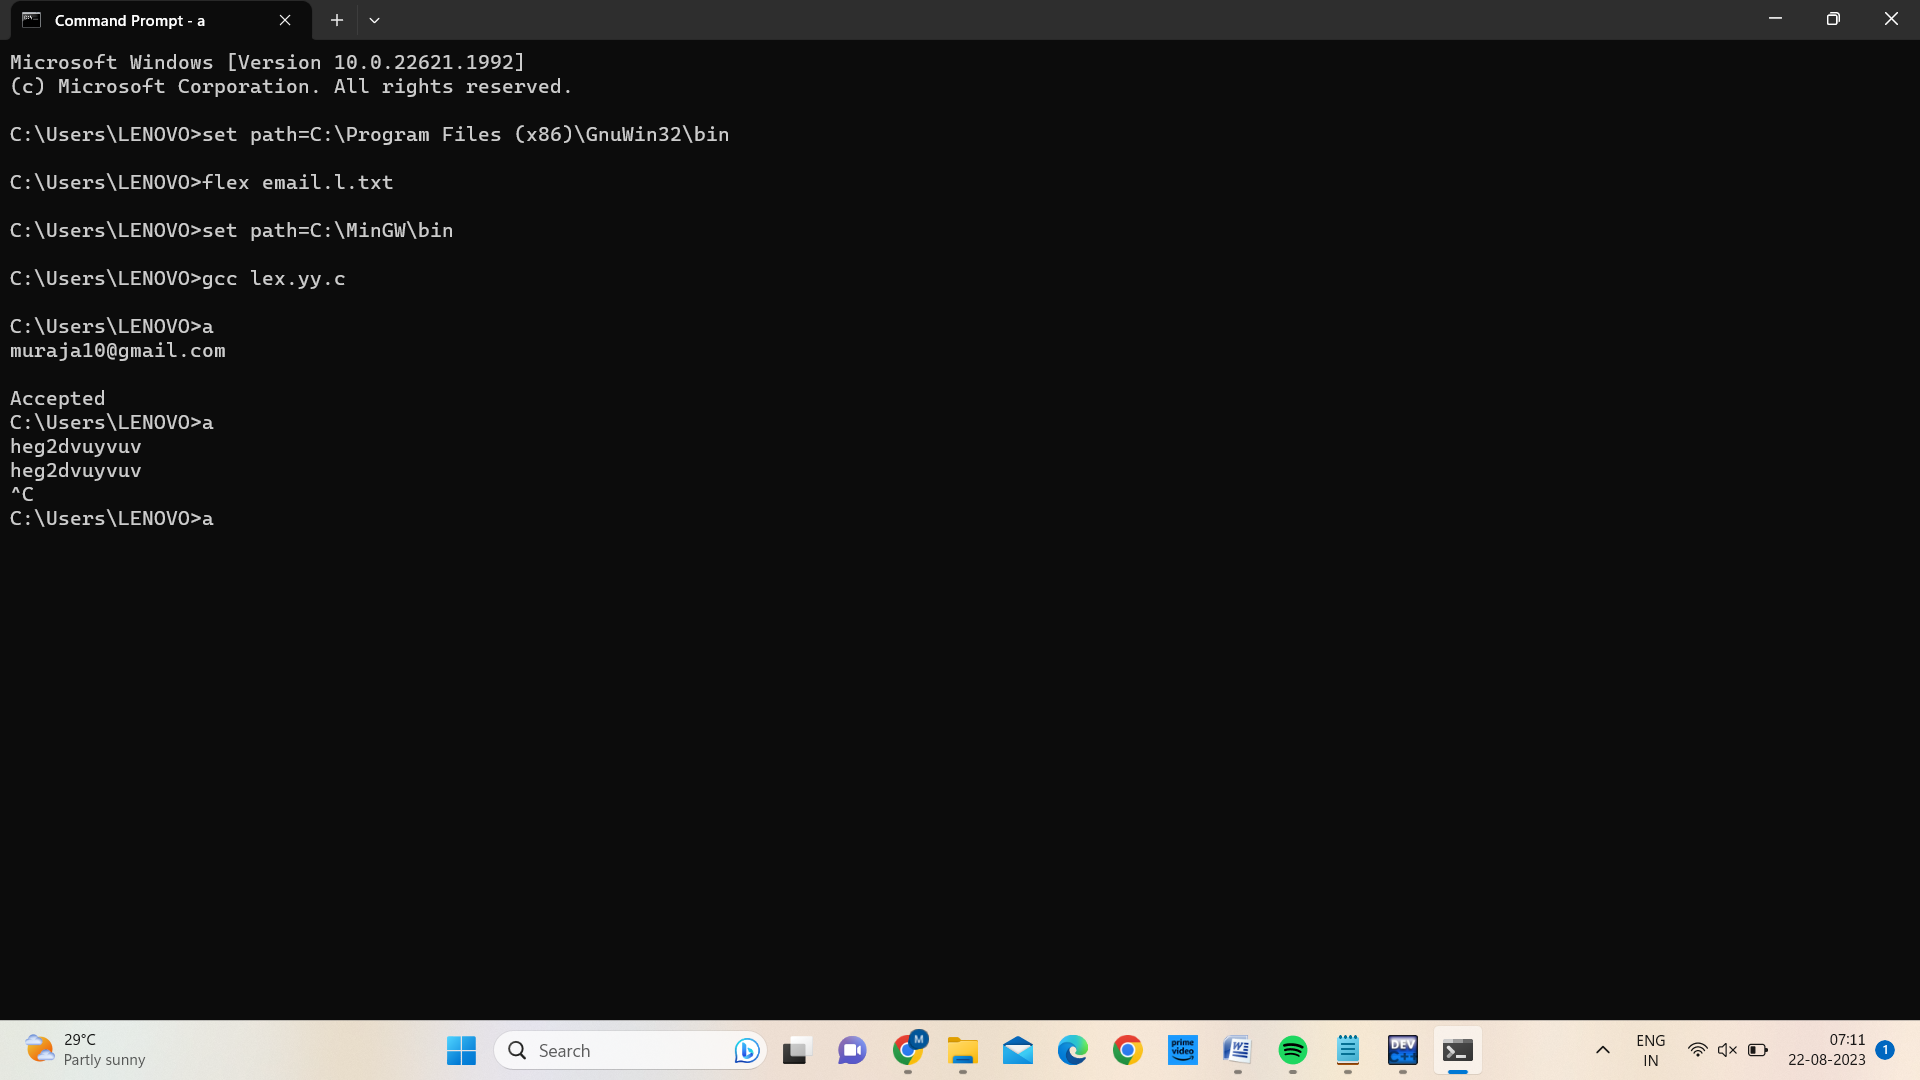 Command Prompt - a
Microsoft Windows [Version 10.0.22621.1992]
(c) Microsoft Corporation. All rights reserved.
C:\Users\LENOVO>set path=C:\Program Files (x86)\GnuWin32\bin
C:\Users\LENOVO>flex email.l.txt
C:\Users\LENOVO>set path=C:\MinGW\bin
C:\Users\LENOVO>gcc lex.yy.c
C:\Users\LENOVO>a
muraja10@gmail.com
Accepted
C:\Users\LENOVO>a
heg2dvuyvuv
heg2dvuyvuv
^C
C:\Users\LENOVO>a
29°C
Partly sunny
Search
M
prime video
W
DEV C++
ENG
IN
07:11
22-08-2023
1